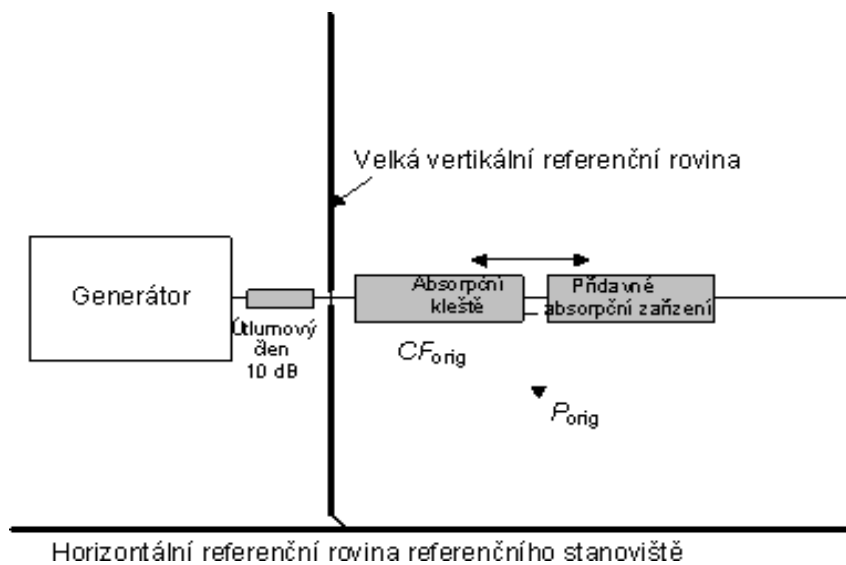 Velká vertikální referenční rovina
Generátor
Útlumový
člen
10 dB
Absorpční
kleště
Přídavné
absorpční zařízení
CForig
Porig
Horizontální referenční rovina referenčního stanoviště